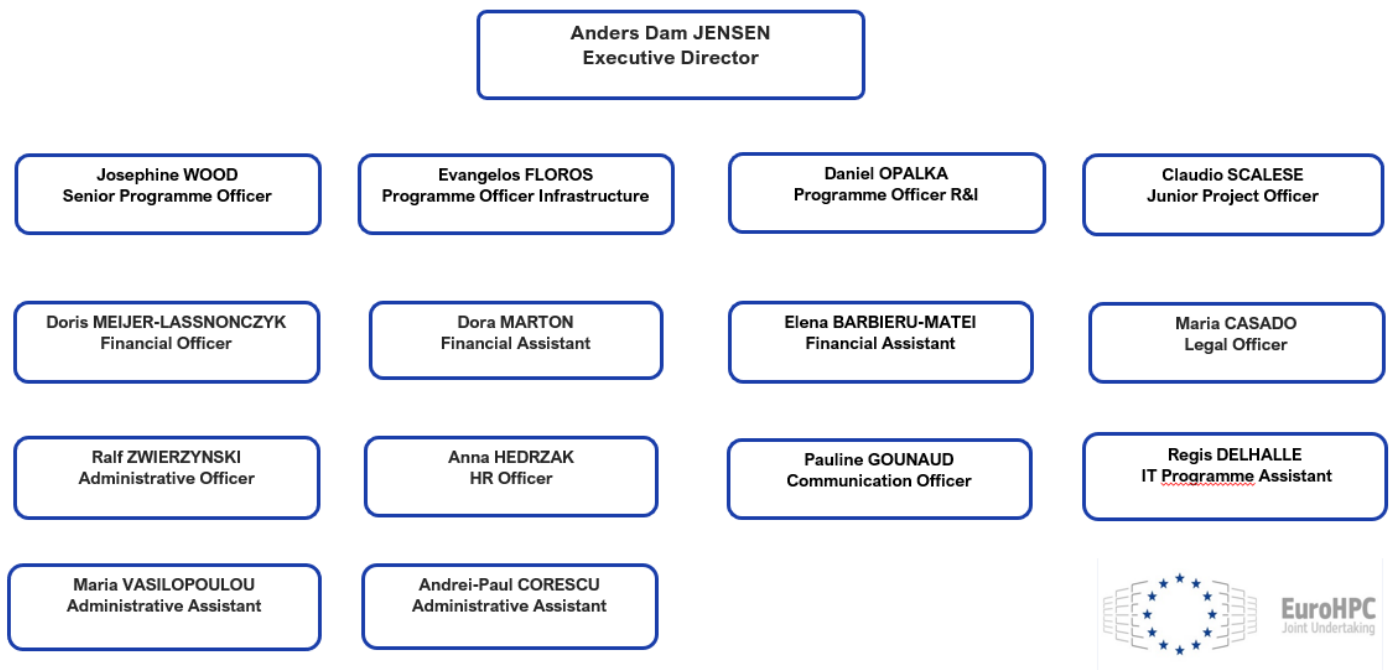 Anders Dam JENSEN
Executive Director
Josephine WOOD
Senior Programme Officer
Evangelos FLOROS
Programme Officer Infrastructure
Daniel OPALKA
Programme Officer R&I
Claudio SCALESE
Junior Project Officer
Doris MEIJER-LASSNONCZYK
Financial Officer
Dora MARTON
Financial Assistant
Elena BARBIERU-MATEI
Financial Assistant
Maria CASADO
Legal Officer
Ralf ZWIERZYNSKI
Administrative Officer
Anna HEDRZAK
HR Officer
Pauline GOUNAUD
Communication Officer
Regis DELHALLE
IT Programme Assistant
Maria VASILOPOULOU
Administrative Assistant
Andrei-Paul CORESCU
Administrative Assistant
EuroHPC
Joint Undertaking